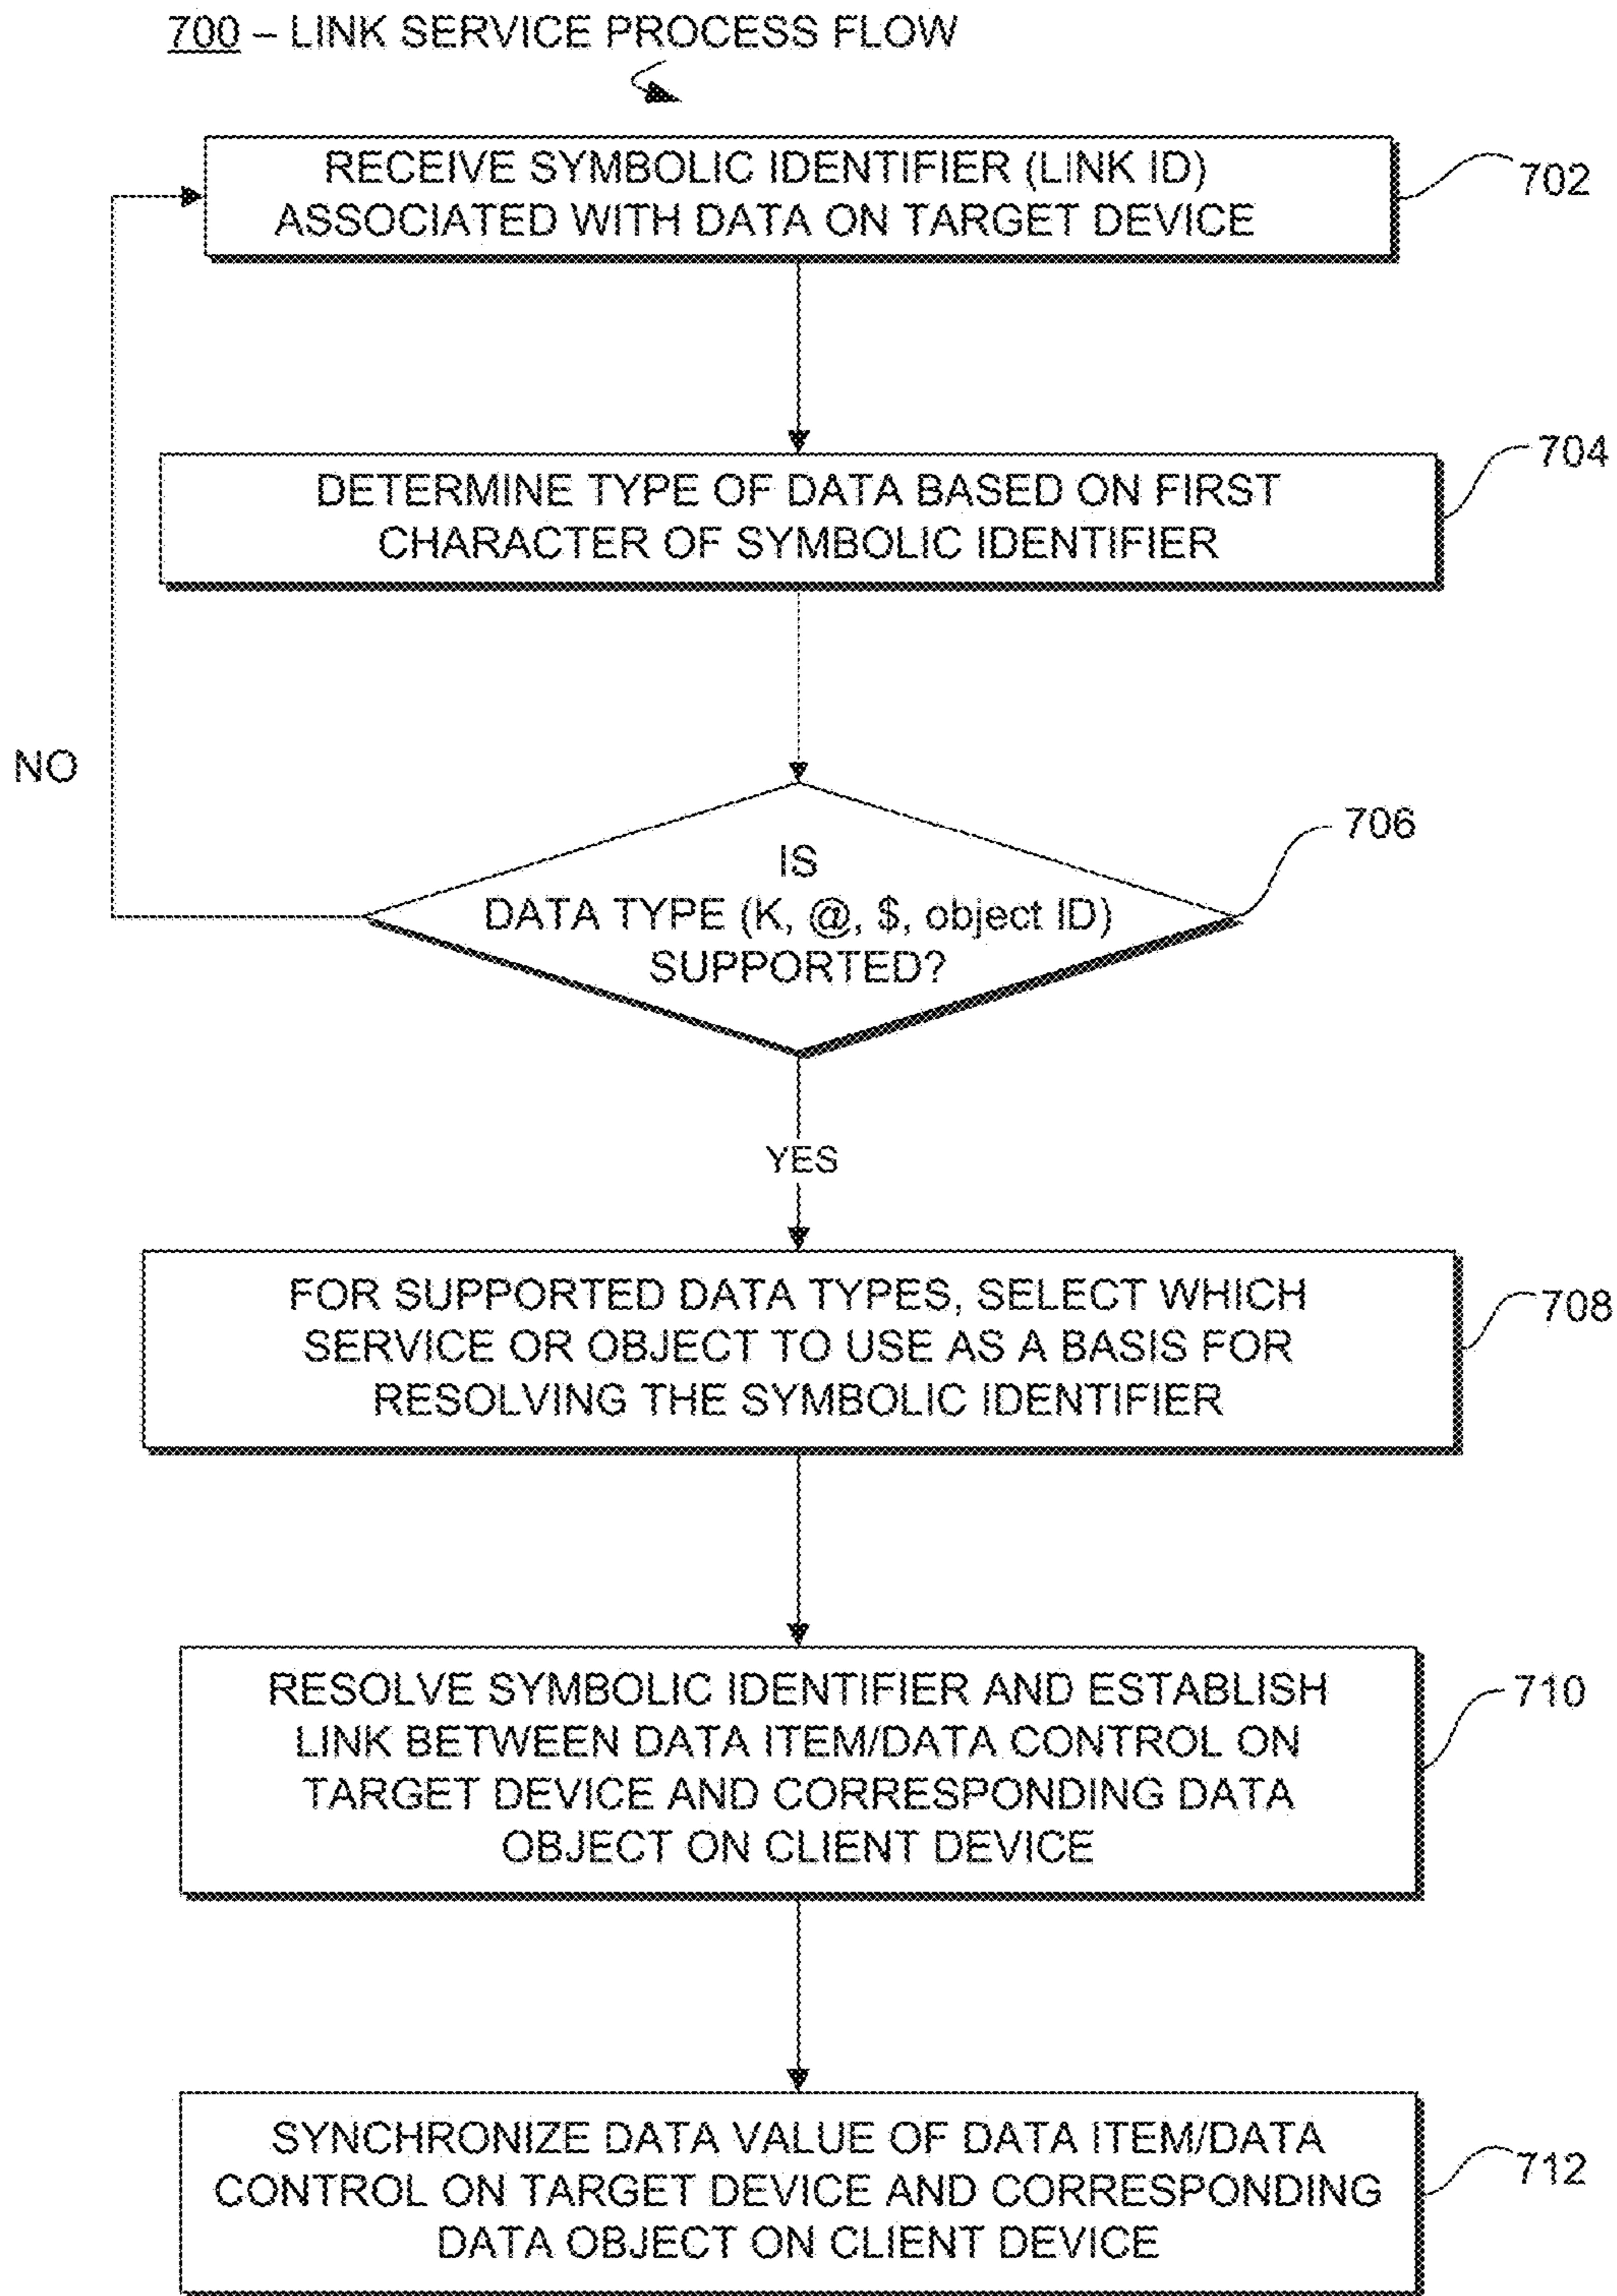 700 – LINK SERVICE PROCESS FLOW
RECEIVE SYMBOLIC IDENTIFIER (LINK ID)
ASSOCIATED WITH DATA ON TARGET DEVICE
702
DETERMINE TYPE OF DATA BASED ON FIRST
CHARACTER OF SYMBOLIC IDENTIFIER
704
NO
IS
DATA TYPE (K, @, $, object ID)
SUPPORTED?
706
YES
FOR SUPPORTED DATA TYPES, SELECT WHICH
SERVICE OR OBJECT TO USE AS A BASIS FOR
RESOLVING THE SYMBOLIC IDENTIFIER
708
RESOLVE SYMBOLIC IDENTIFIER AND ESTABLISH
LINK BETWEEN DATA ITEM/DATA CONTROL ON
TARGET DEVICE AND CORRESPONDING DATA
OBJECT ON CLIENT DEVICE
710
SYNCHRONIZE DATA VALUE OF DATA ITEM/DATA
CONTROL ON TARGET DEVICE AND CORRESPONDING
DATA OBJECT ON CLIENT DEVICE
712